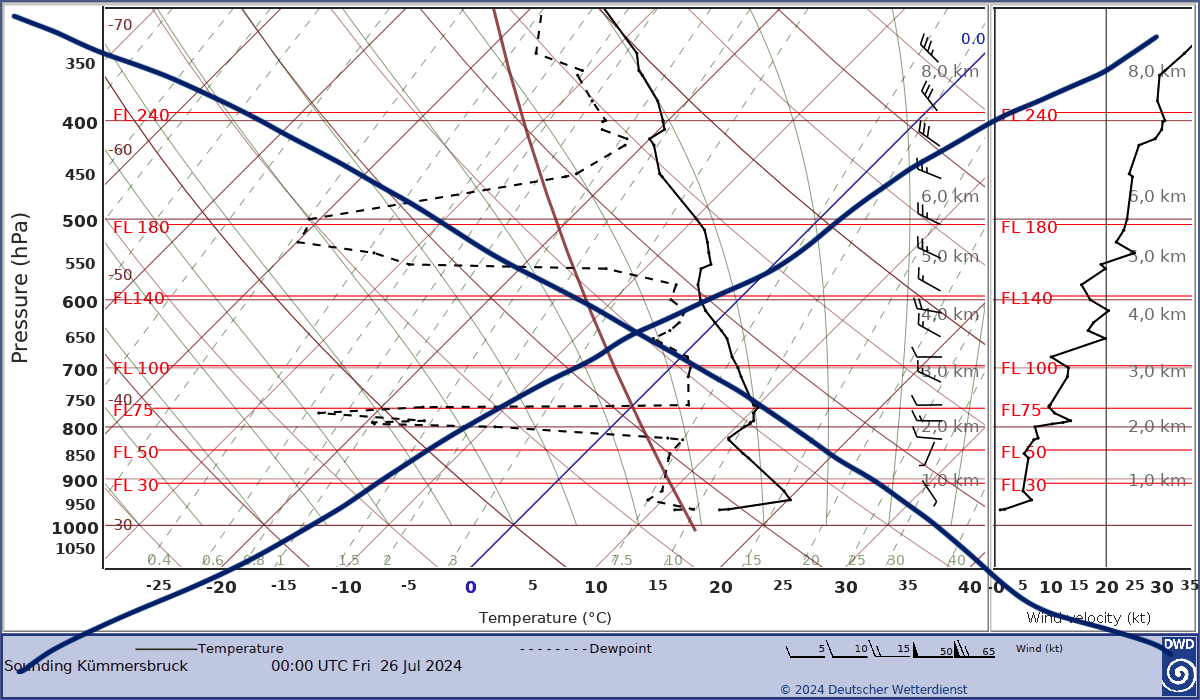 -70
0.0
350
8,0 km
8,0 km
FL 240
FL 240
400
-60
450
6,0 km
6,0 km
500
FL 180
FL 180
550
5,0 km
5,0 km
-50
600
FL140
FL140
4,0 km
4,0 km
650
700
FL 100
FL 100
3,0 km
3,0 km
750
-40
FL75
FL75
800
2,0 km
2,0 km
850
FL 50
FL 50
900
1,0 km
1,0 km
FL 30
FL 30
950
1000
-30
1050
Pressure (hPa)
0.4 0.6 0.8 1 1.5 2 3 7.5 10 15 20 25 30 40
-25 -20 -15 -10 -5 0 5 10 15 20 25 30 35 40
-0 5 10 15 20 25 30 35
Temperature (°C)
Wind velocity (kt)
Temperature
Dewpoint
5 10 15 50 65
Wind (kt)
DWD
Sounding Kümmersbruck
00:00 UTC Fri 26 Jul 2024
© 2024 Deutscher Wetterdienst